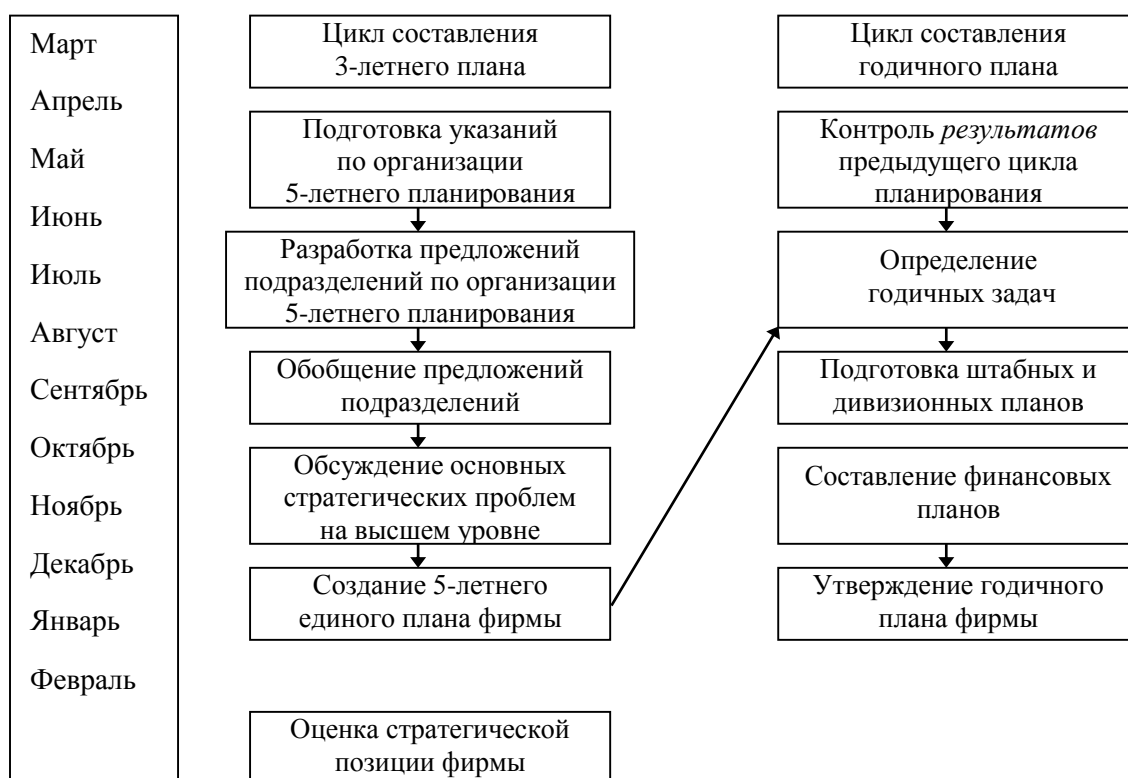 Март
Апрель
Май
Июнь
Июль
Август
Сентябрь
Октябрь
Ноябрь
Декабрь
Январь
Февраль
Цикл составления
3-летнего плана
Подготовка указаний
по организации
5-летнего планирования
Разработка предложений
подразделений по организации
5-летнего планирования
Обобщение предложений
подразделений
Обсуждение основных
стратегических проблем
на высшем уровне
Создание 5-летнего
единого плана фирмы
Оценка стратегической
позиции фирмы
Цикл составления
годичного плана
Контроль результатов
предыдущего цикла
планирования
Определение
годичных задач
Подготовка штабных и
дивизионных планов
Составление финансовых
планов
Утверждение годичного
плана фирмы